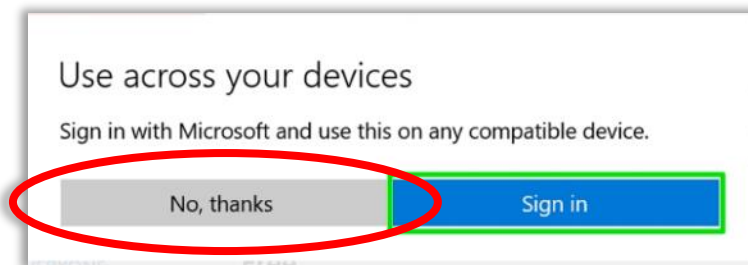 Use across your devices
Sign in with Microsoft and use this on any compatible device.
No, thanks
Sign in